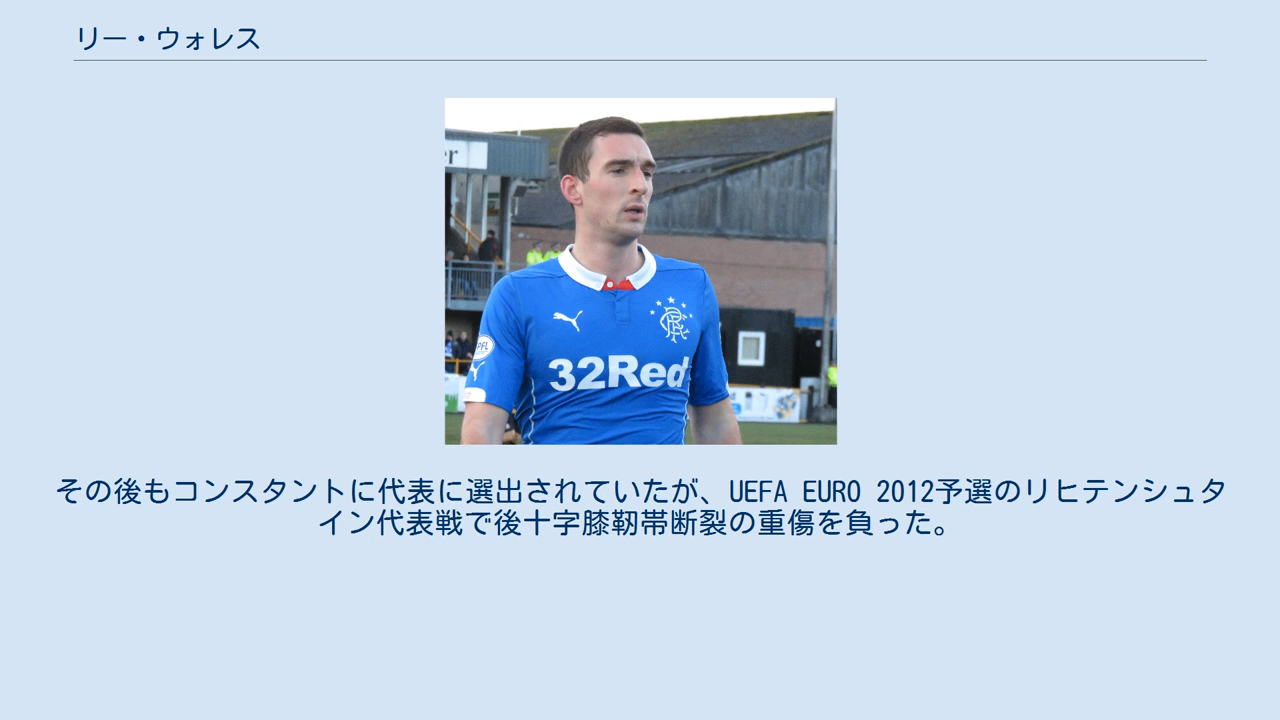 リー・ウォレス
r
PFL
32Red
その後もコンスタントに代表に選出されていたが、UEFA EURO 2012予選のリヒテンシュタ
イン代表戦で後十字膝靭帯断裂の重傷を負った。